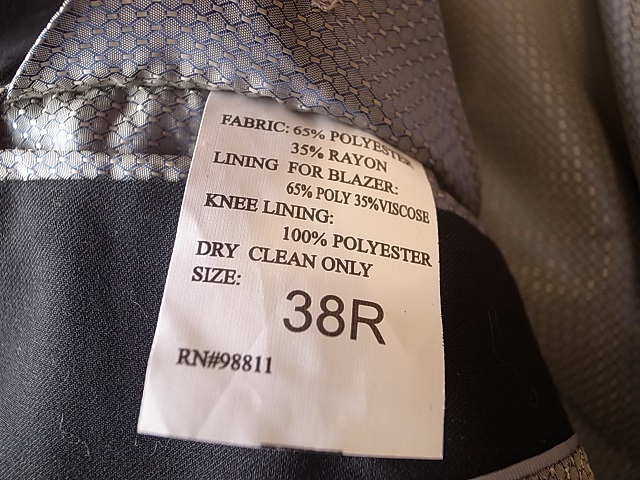 FABRIC: 65% POLYESTER
35% RAYON
LINING FOR BLAZER:
65% POLY 35%VISCOSE
KNEE LINING:
100% POLYESTER
DRY CLEAN ONLY
SIZE:
38R
RN#98811